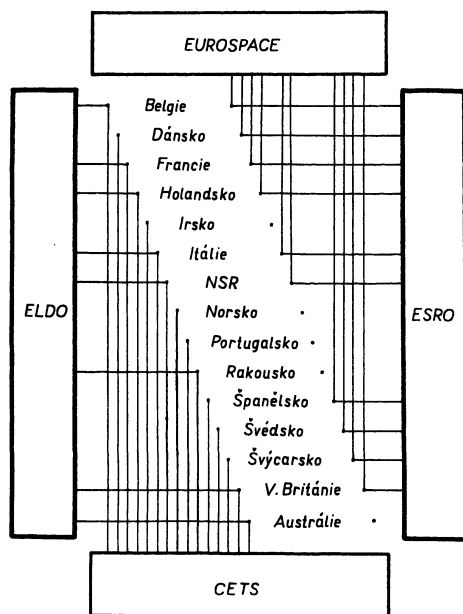 EUROSPACE
Belgie
Dánsko
Francie
Holandsko
Irsko
Itálie
NSR
ELDO
ESRO
Norsko
Portugalsko
Rakousko
Španělsko
Švédsko
Švýcarsko
V. Británie
Austrálie
CETS